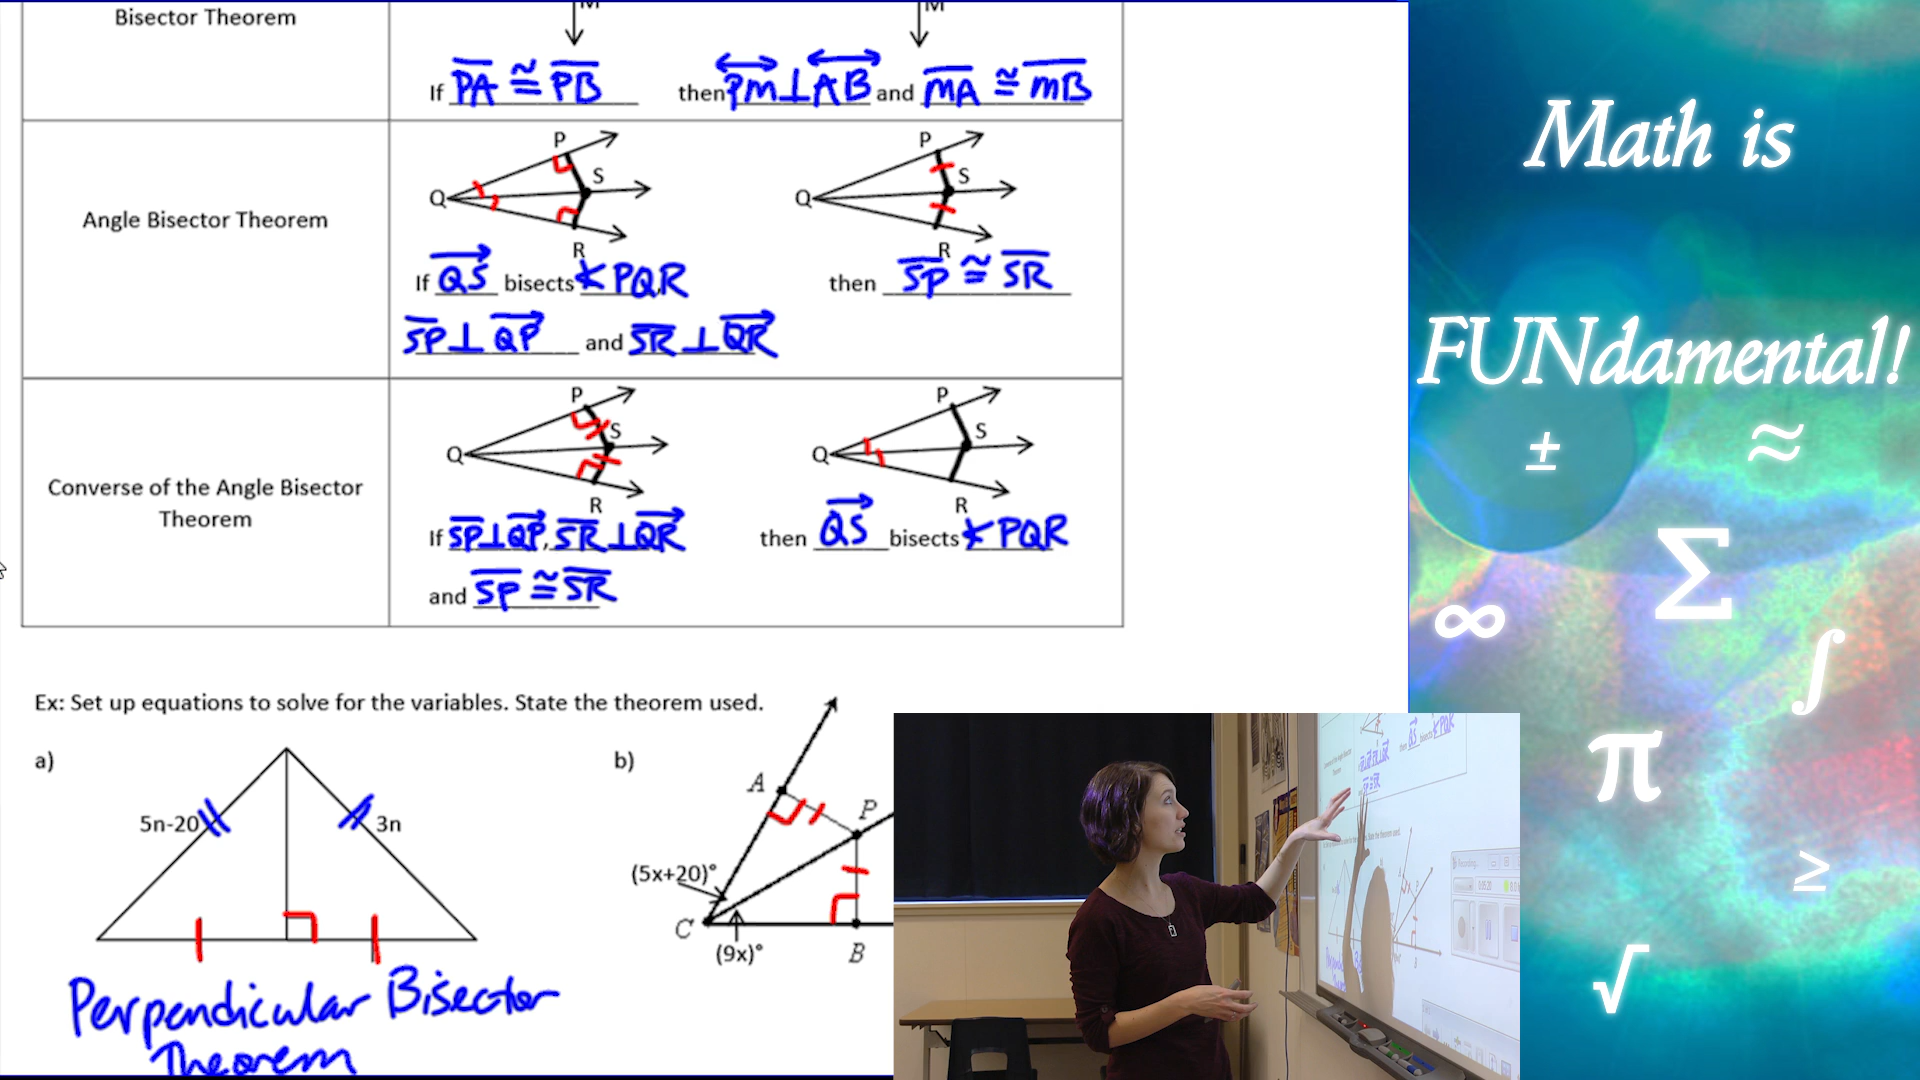 Bisector Theorem
M
M
If PA ≅ PB then PM ⊥ AB and MA ≅ MB
Angle Bisector Theorem
P
S
Q
R
P
S
Q
R
If QS bisects ∡PQR, then SP ≅ SR
SP ⊥ QP and SR ⊥ QR
Converse of the Angle Bisector
Theorem
P
S
Q
R
P
S
Q
R
If SP ⊥ QP, SR ⊥ QR then QS bisects ∡PQR
and SP ≅ SR
Ex: Set up equations to solve for the variables. State the theorem used.
a)
5n-20
3n
Perpendicular Bisector
Theorem
b)
A
P
(5x+20)°
C
(9x)°
B
Math is
FUNdamental!
± ≈
Σ
∞
∫
π
≥
√